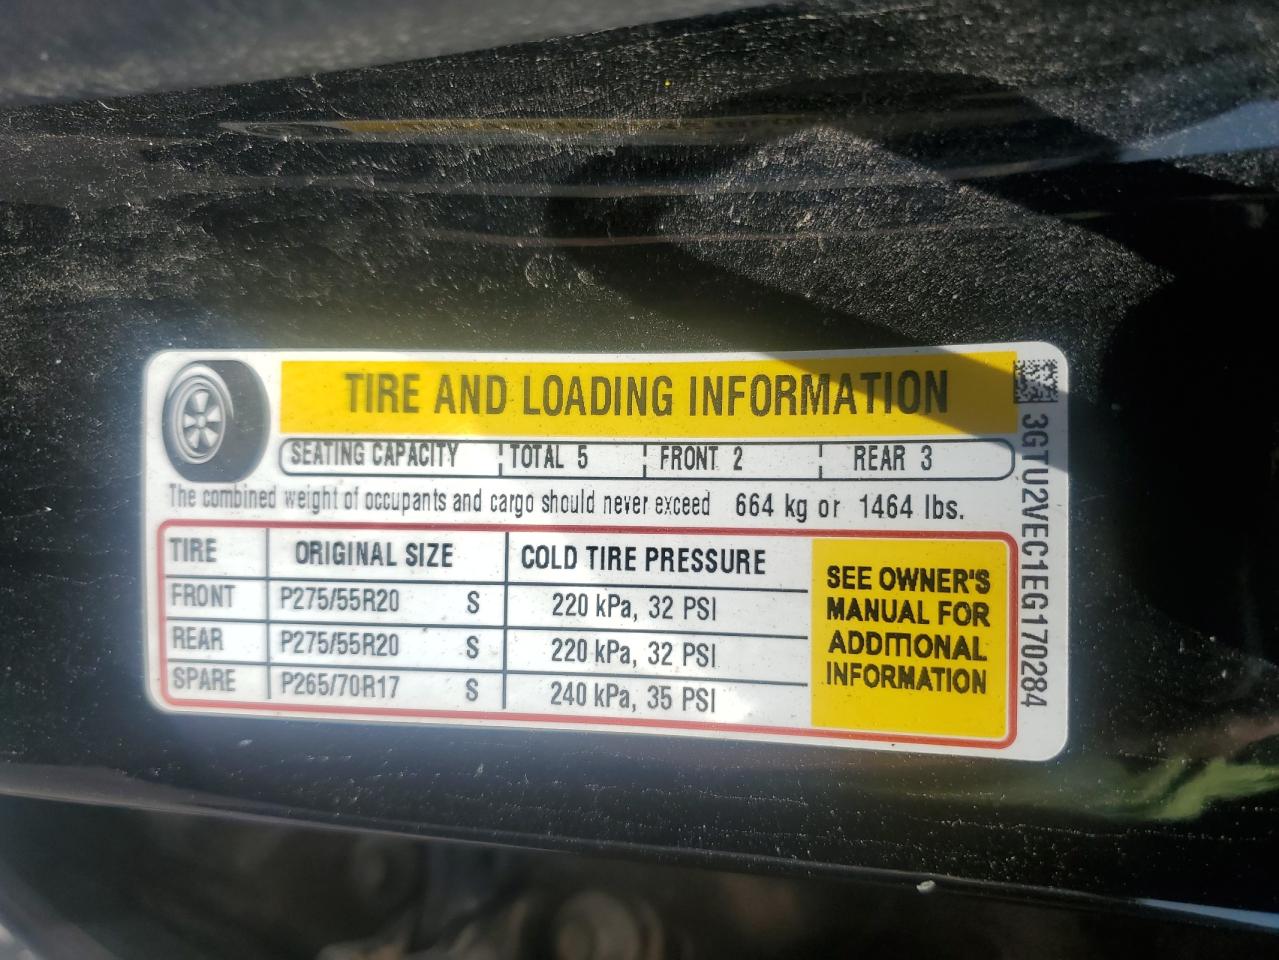 TIRE AND LOADING INFORMATION
SEATING CAPACITY TOTAL 5 FRONT 2 REAR 3
The combined weight of occupants and cargo should never exceed 664 kg or 1464 lbs.
TIRE ORIGINAL SIZE COLD TIRE PRESSURE
FRONT P275/55R20 S 220 kPa, 32 PSI
REAR P275/55R20 S 220 kPa, 32 PSI
SPARE P265/70R17 S 240 kPa, 35 PSI
SEE OWNER'S
MANUAL FOR
ADDITIONAL
INFORMATION
3GTU2VEC1EG170284